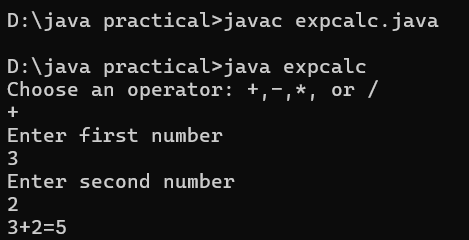 D:\java practical>javac expcalc.java
D:\java practical>java expcalc
Choose an operator: +,-,*, or /
+
Enter first number
3
Enter second number
2
3+2=5